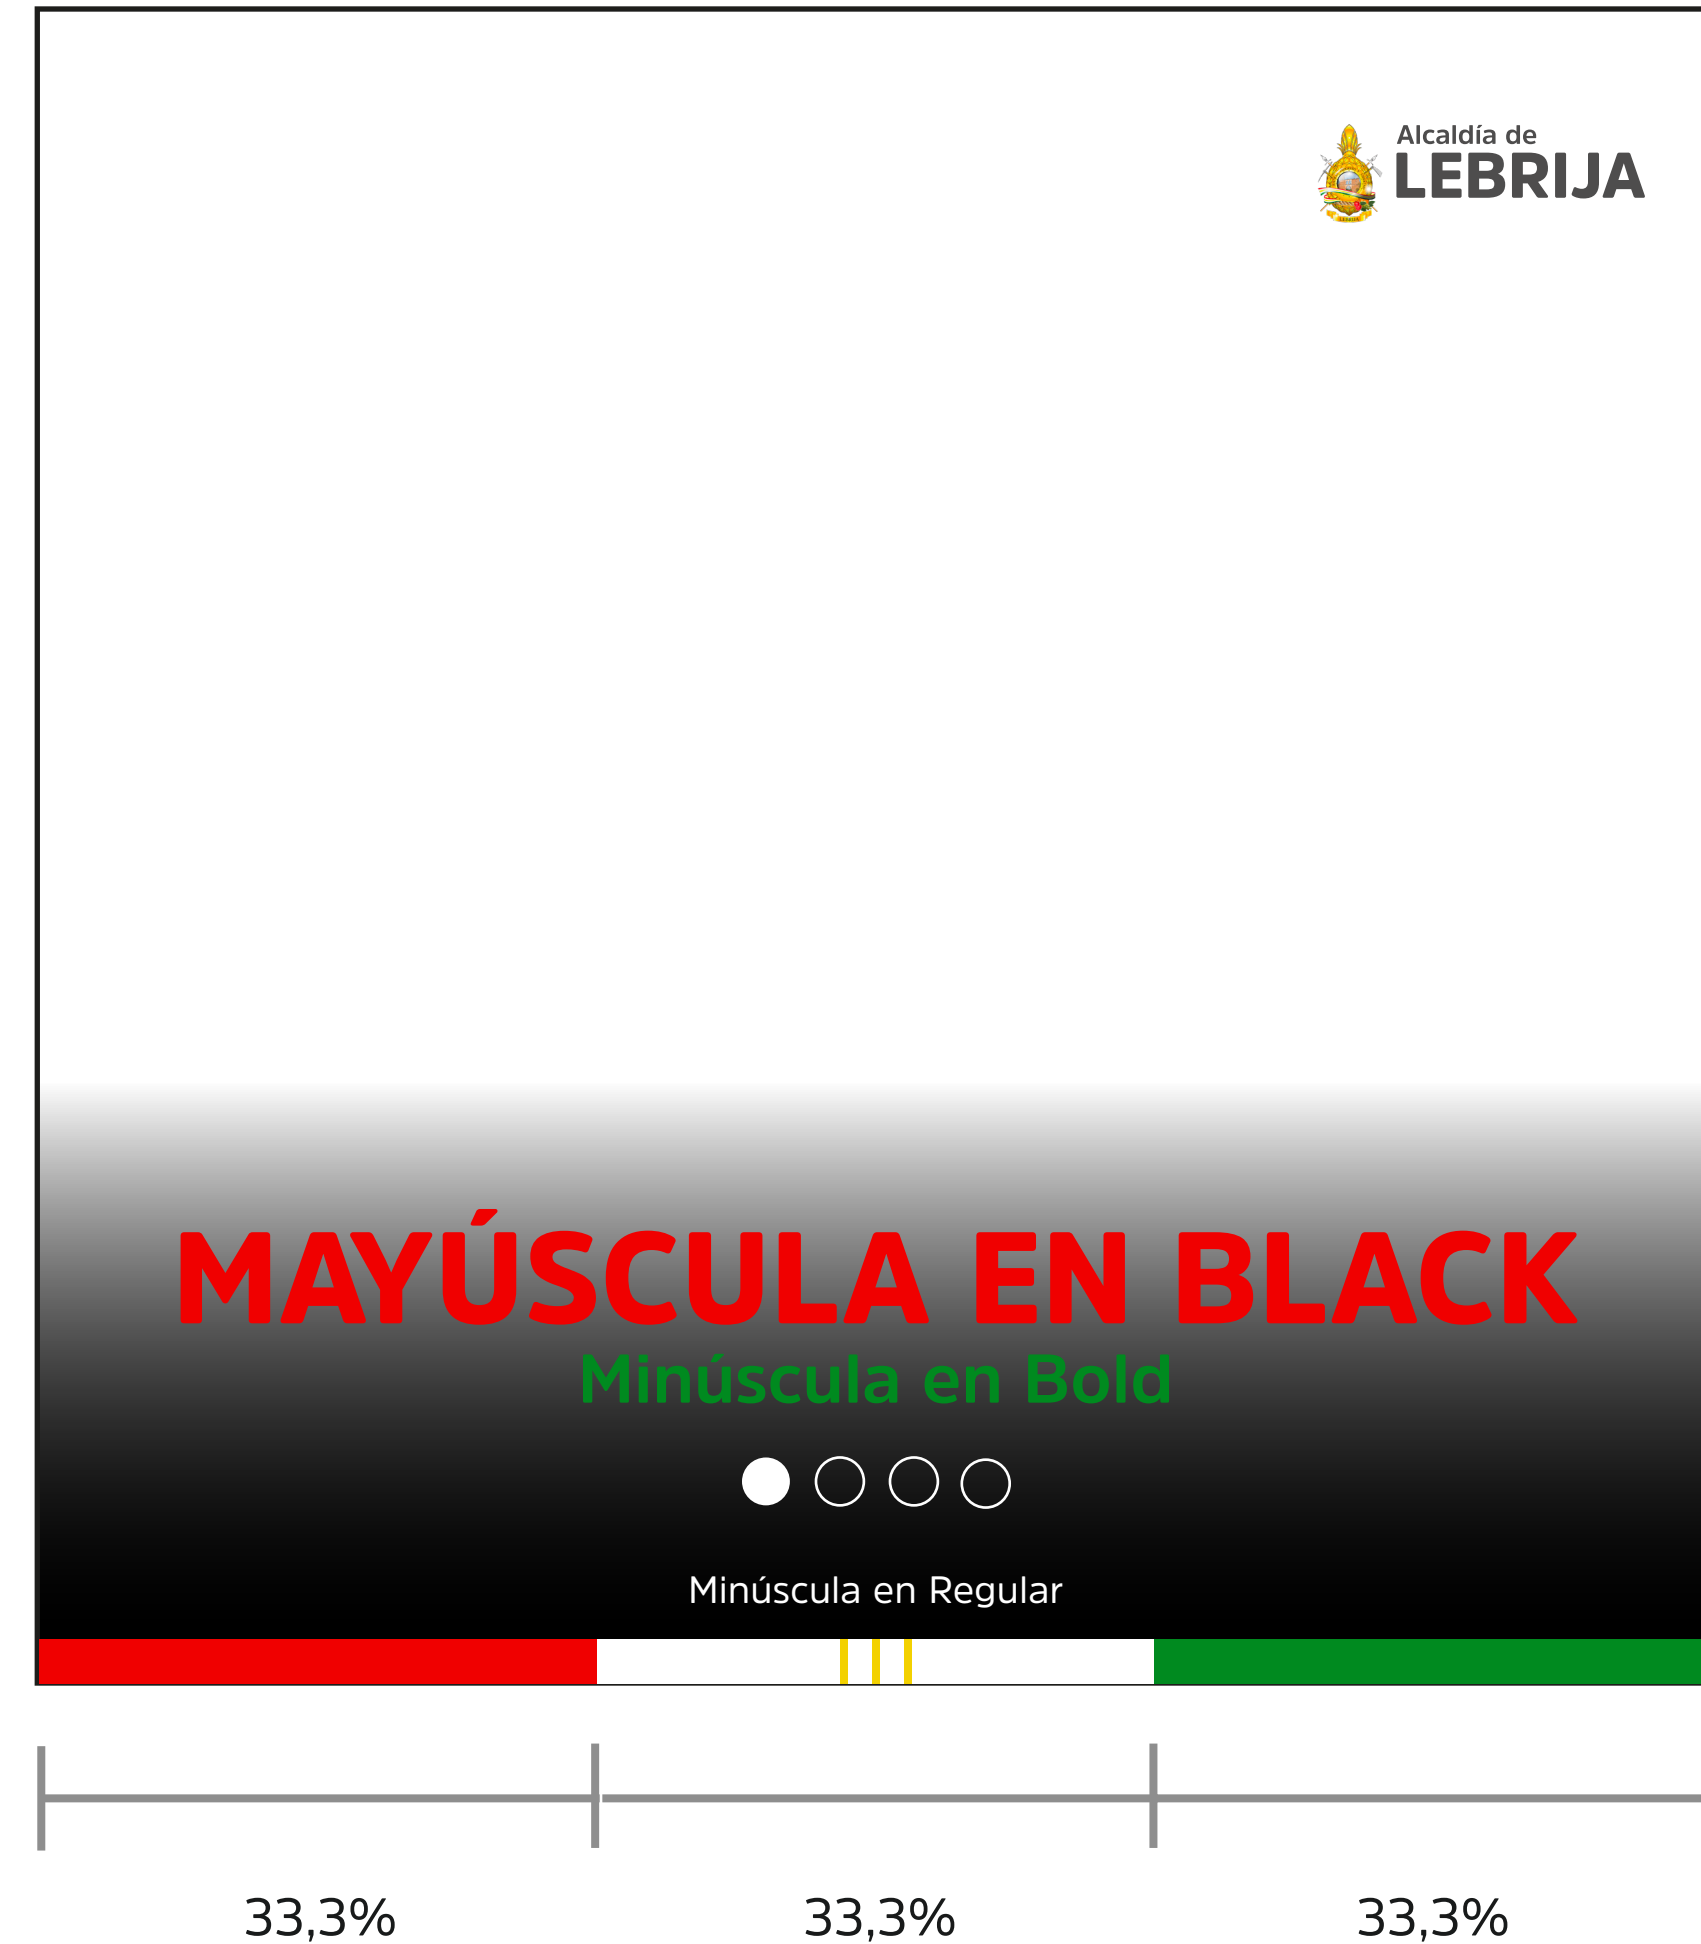 Alcaldía de
LEBRIJA
MAYÚSCULA EN BLACK
Minúscula en Bold
Minúscula en Regular
33,3% 33,3% 33,3%